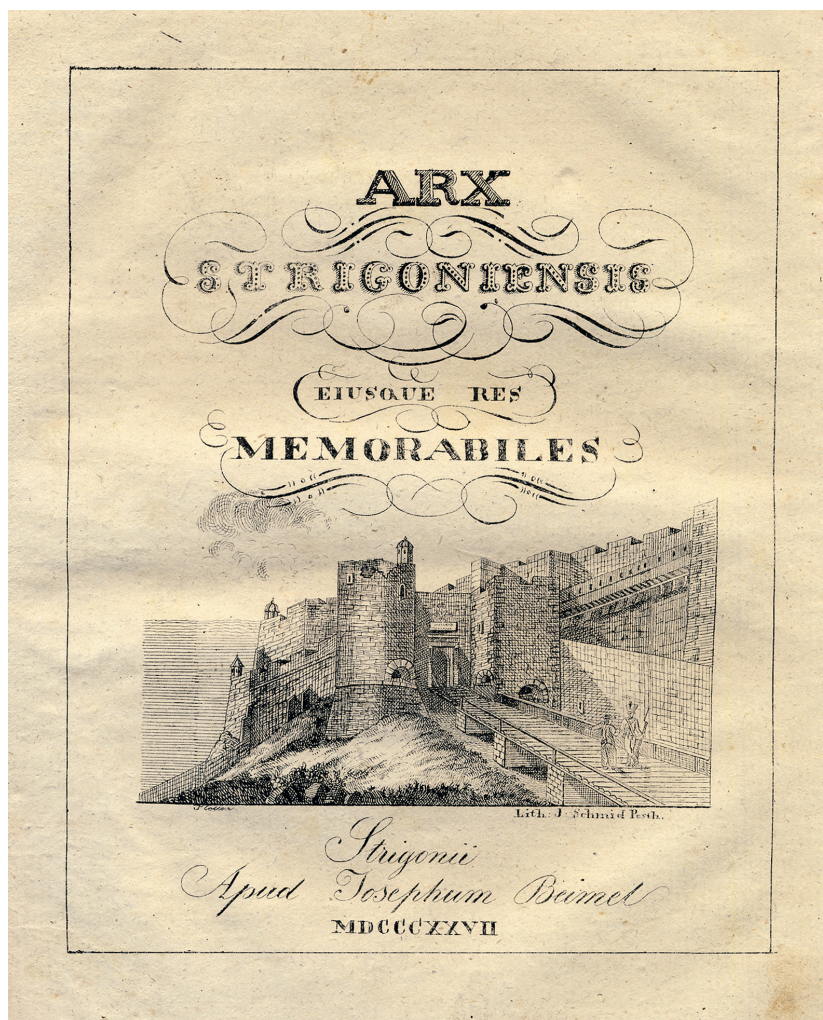 ARX
STRIGONIENSIS
EIUSQUE RES
MEMORABILES
Lith: J. Schmid Pesth.
Strigonii
Apud Josephum Beimel
MDCCCXXVII